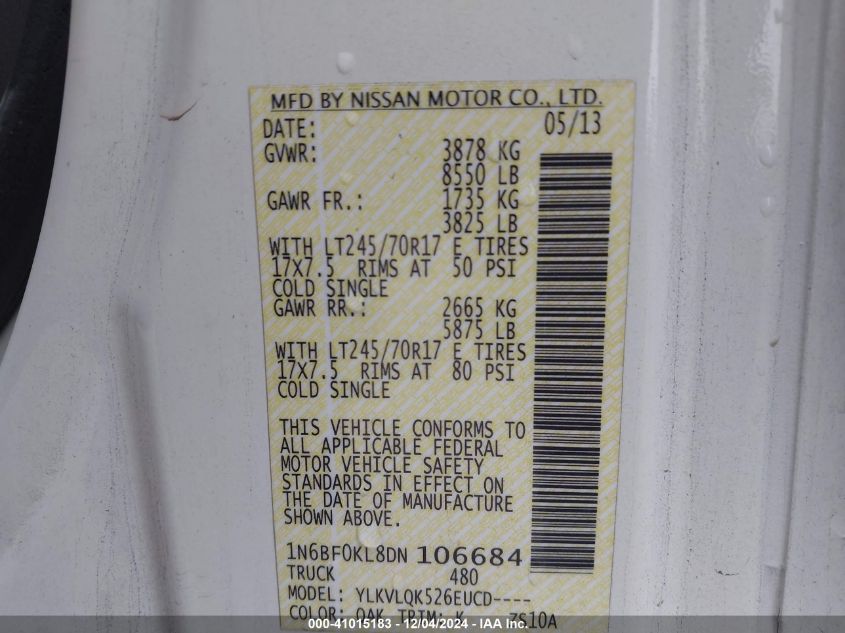 MFD BY NISSAN MOTOR CO., LTD.
DATE: 05/13
GVWR: 3878 KG
8550 LB
GAWR FR.: 1735 KG
3825 LB
WITH LT245/70R17 E TIRES
17X7.5 RIMS AT 50 PSI
COLD SINGLE
GAWR RR.: 2665 KG
5875 LB
WITH LT245/70R17 E TIRES
17X7.5 RIMS AT 80 PSI
COLD SINGLE
THIS VEHICLE CONFORMS TO
ALL APPLICABLE FEDERAL
MOTOR VEHICLE SAFETY
STANDARDS IN EFFECT ON
THE DATE OF MANUFACTURE
SHOWN ABOVE.
1N6BF0KL8DN 106684
TRUCK 480
MODEL: YLKVLQK526EUCD----
COLOR: QAK TRIM: K ZS10A
000-41015183 - 12/04/2024 - IAA Inc.